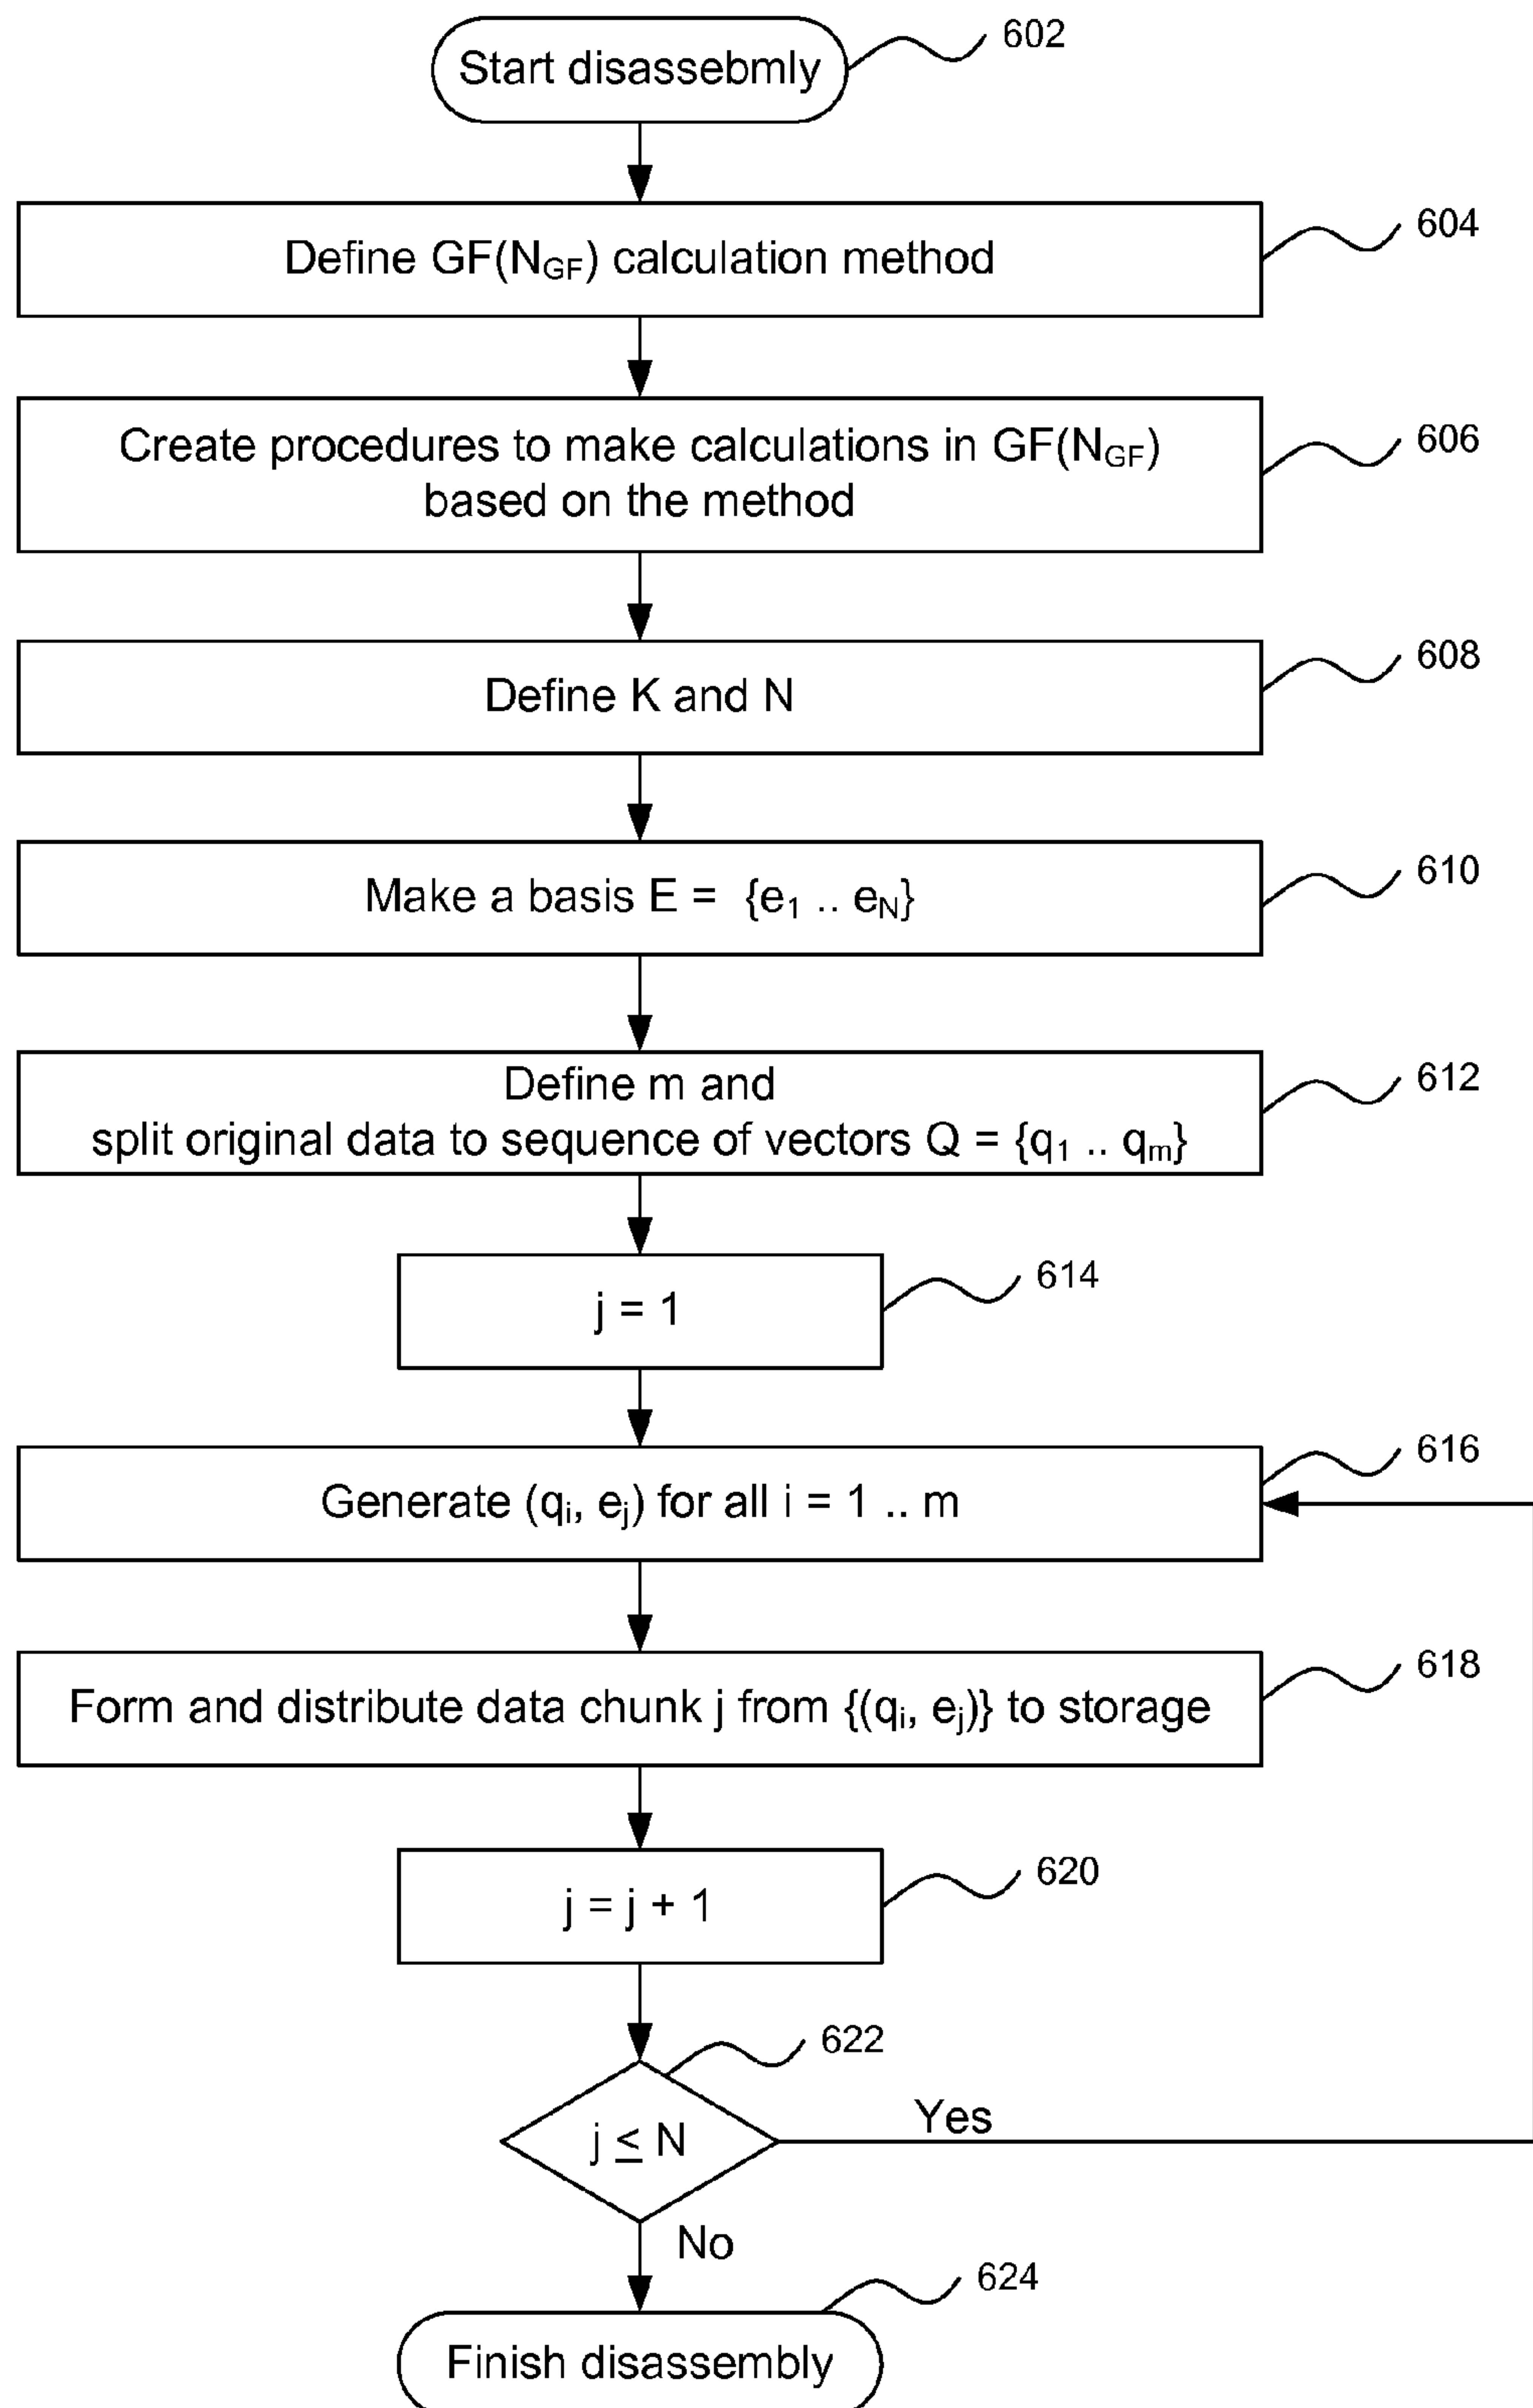 Start disassebmly
602
Define GF(N_GF) calculation method
604
Create procedures to make calculations in GF(N_GF)
based on the method
606
Define K and N
608
Make a basis E = {e₁ .. e_N}
610
Define m and
split original data to sequence of vectors Q = {q₁ .. qₘ}
612
j = 1
614
Generate (qᵢ, eⱼ) for all i = 1 .. m
616
Form and distribute data chunk j from {(qᵢ, eⱼ)} to storage
618
j = j + 1
620
622
j ≤ N
Yes
No
624
Finish disassembly